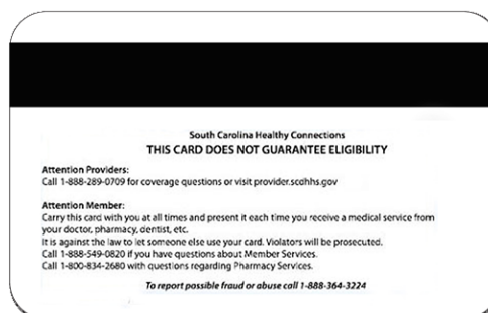 South Carolina Healthy Connections
THIS CARD DOES NOT GUARANTEE ELIGIBILITY
Attention Providers:
Call 1-888-289-0709 for coverage questions or visit provider.scdhhs.gov
Attention Member:
Carry this card with you at all times and present it each time you receive a medical service from
your doctor, pharmacy, dentist, etc.
It is against the law to let someone else use your card. Violators will be prosecuted.
Call 1-888-549-0820 if you have questions about Member Services.
Call 1-800-834-2680 with questions regarding Pharmacy Services.
To report possible fraud or abuse call 1-888-364-3224